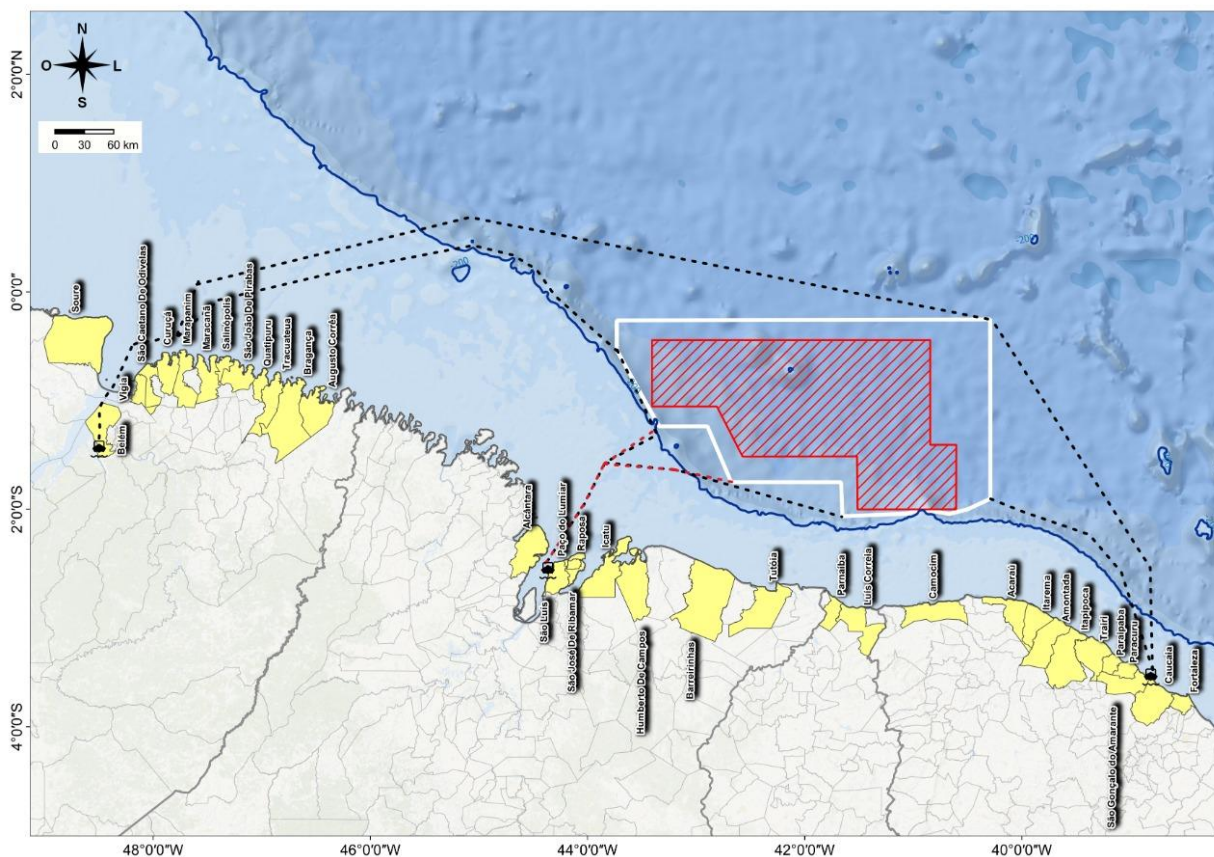 N
O L
S
0 30 60 km
2°0'0"N
0°0'0"
2°0'0"S
4°0'0"S
48°0'0"W
46°0'0"W
44°0'0"W
42°0'0"W
40°0'0"W
-200
-200
Soure
Vigia
Belém
São Caetano De Odivelas
Curuçá
Marapanim
Maracanã
Salinópolis
São João De Pirabas
Quatipuru
Tracuateua
Bragança
Augusto Corrêa
Alcântara
São Luís
Paço do Lumiar
São José De Ribamar
Raposa
Icatu
Humberto De Campos
Barreirinhas
Tutóia
Parnaíba
Luís Correia
Camocim
Acaraú
Itarema
Amontada
Itapipoca
Trairi
Paraipaba
Paracuru
São Gonçalo do Amarante
Caucaia
Fortaleza